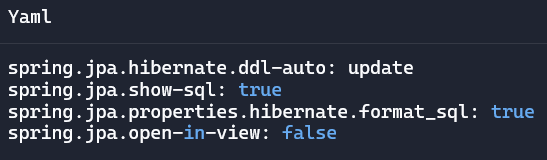 Yaml
spring.jpa.hibernate.ddl-auto: update
spring.jpa.show-sql: true
spring.jpa.properties.hibernate.format_sql: true
spring.jpa.open-in-view: false